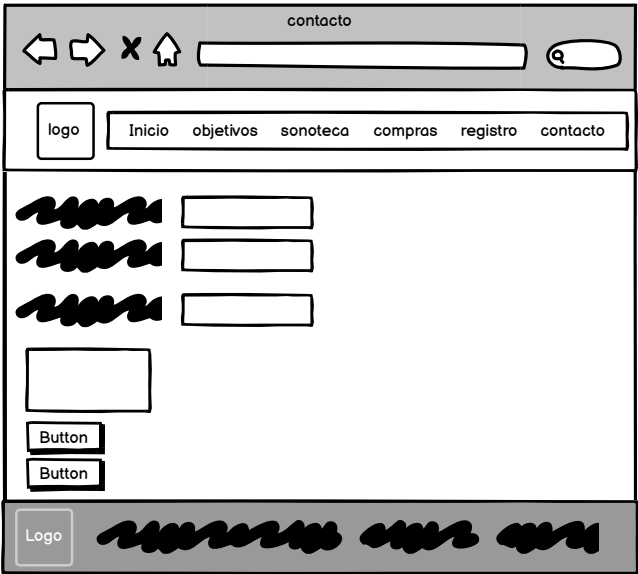 contacto
logo Inicio objetivos sonoteca compras registro contacto
Button
Button
Logo